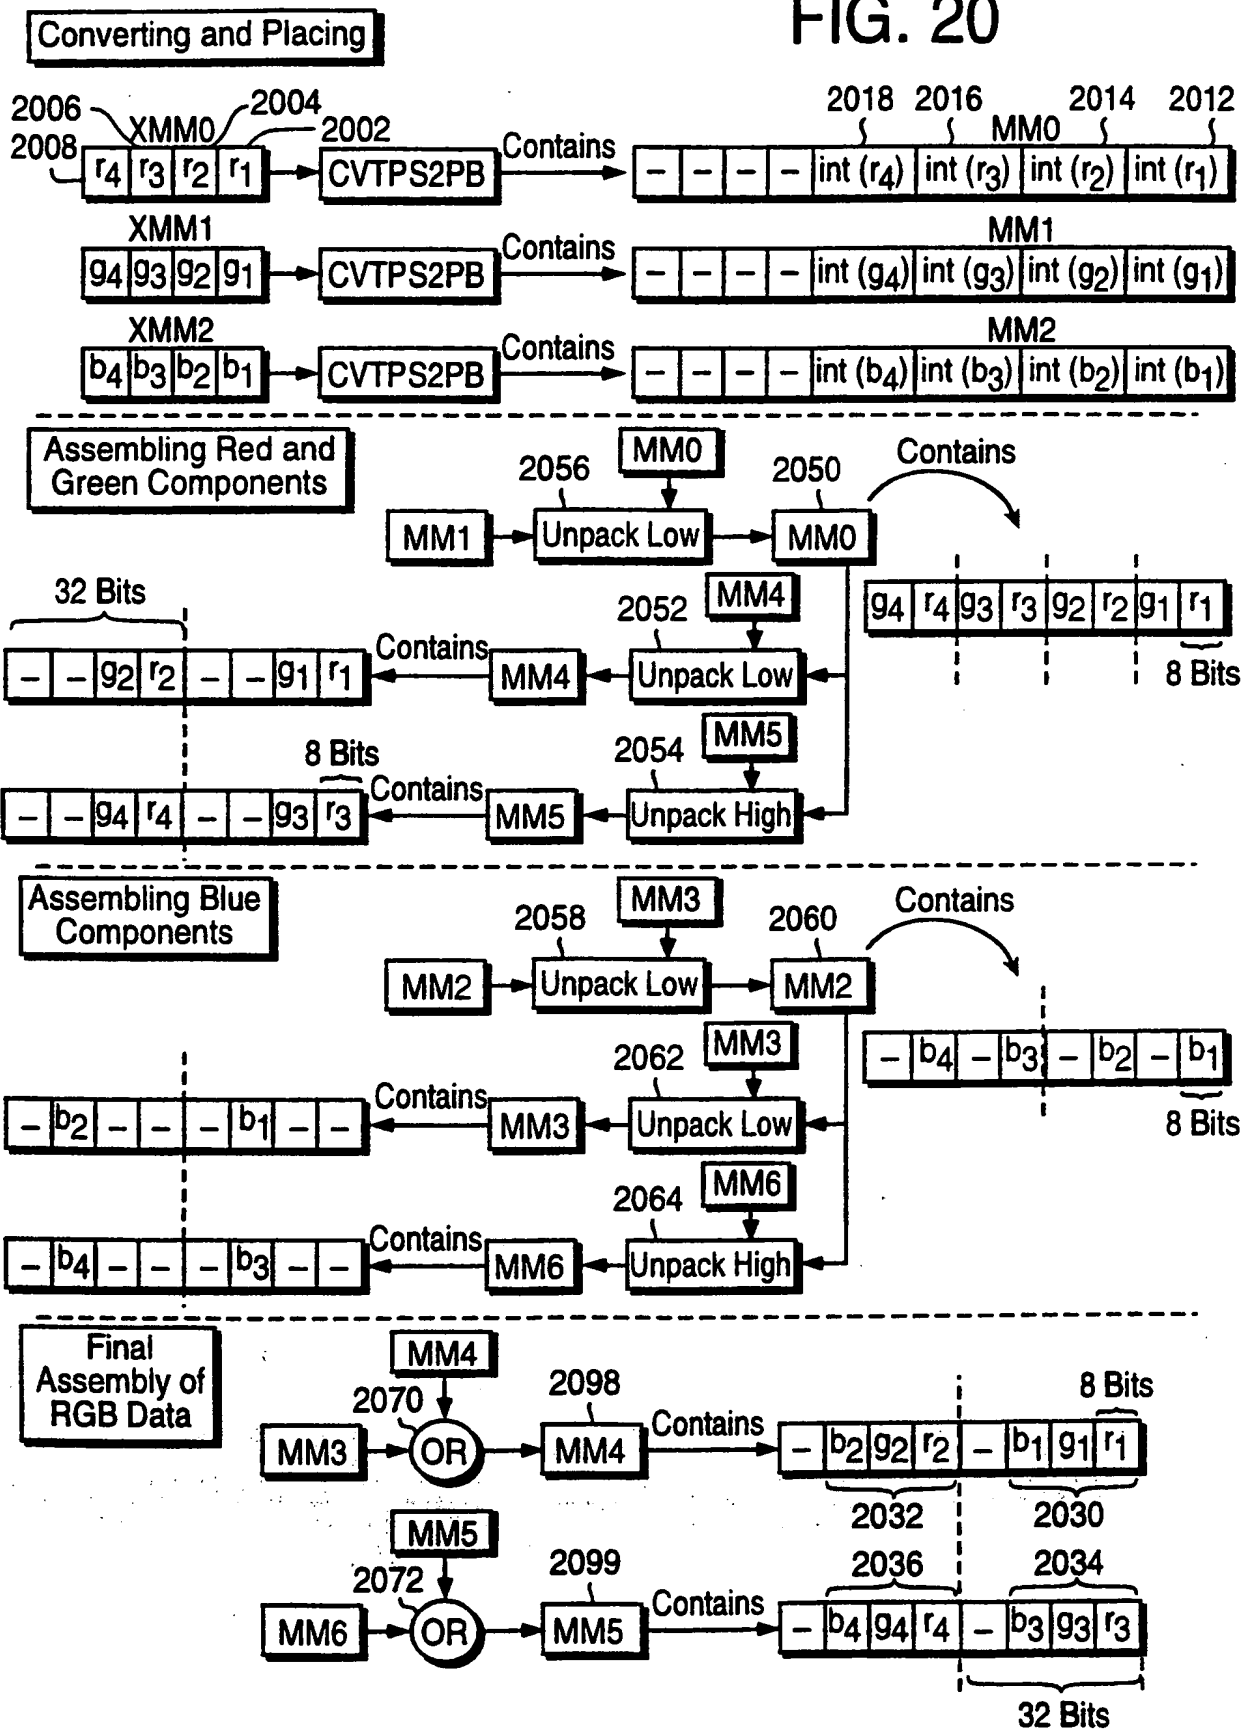 FIG. 20
Converting and Placing
2006 2004 2018 2016 2014 2012
2008 XMM0 2002 MM0
r4 r3 r2 r1 CVTPS2PB Contains – – – – int (r4) int (r3) int (r2) int (r1)
XMM1 MM1
g4 g3 g2 g1 CVTPS2PB Contains – – – – int (g4) int (g3) int (g2) int (g1)
XMM2 MM2
b4 b3 b2 b1 CVTPS2PB Contains – – – – int (b4) int (b3) int (b2) int (b1)
Assembling Red and
Green Components
MM0
2056 2050 Contains
MM1 Unpack Low MM0
g4 r4 g3 r3 g2 r2 g1 r1
8 Bits
32 Bits
2052 MM4
– – g2 r2 – – g1 r1 Contains MM4 Unpack Low
8 Bits
2054 MM5
– – g4 r4 – – g3 r3 Contains MM5 Unpack High
Assembling Blue
Components
MM3
2058 2060 Contains
MM2 Unpack Low MM2
– b4 – b3 – b2 – b1
8 Bits
2062 MM3
– b2 – – – b1 – – Contains MM3 Unpack Low
2064 MM6
– b4 – – – b3 – – Contains MM6 Unpack High
Final
Assembly of
RGB Data
MM4
2070 2098 8 Bits
MM3 OR MM4 Contains – b2 g2 r2 – b1 g1 r1
2032 2030
MM5
2072 2099 2036 2034
MM6 OR MM5 Contains – b4 g4 r4 – b3 g3 r3
32 Bits